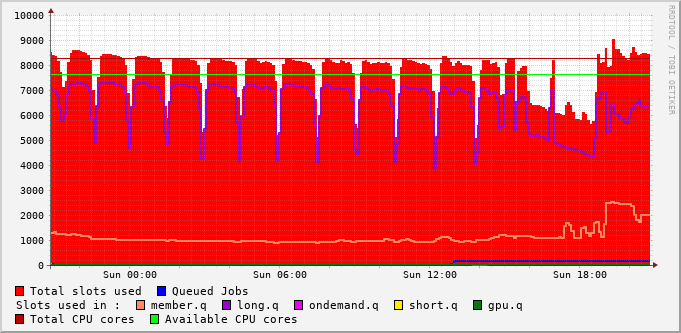 10000
9000
8000
7000
6000
5000
4000
3000
2000
1000
0
Sun 00:00 Sun 06:00 Sun 12:00 Sun 18:00
RRDTOOL / TOBI OETIKER
Total slots used Queued Jobs
Slots used in : member.q long.q ondemand.q short.q gpu.q
Total CPU cores Available CPU cores